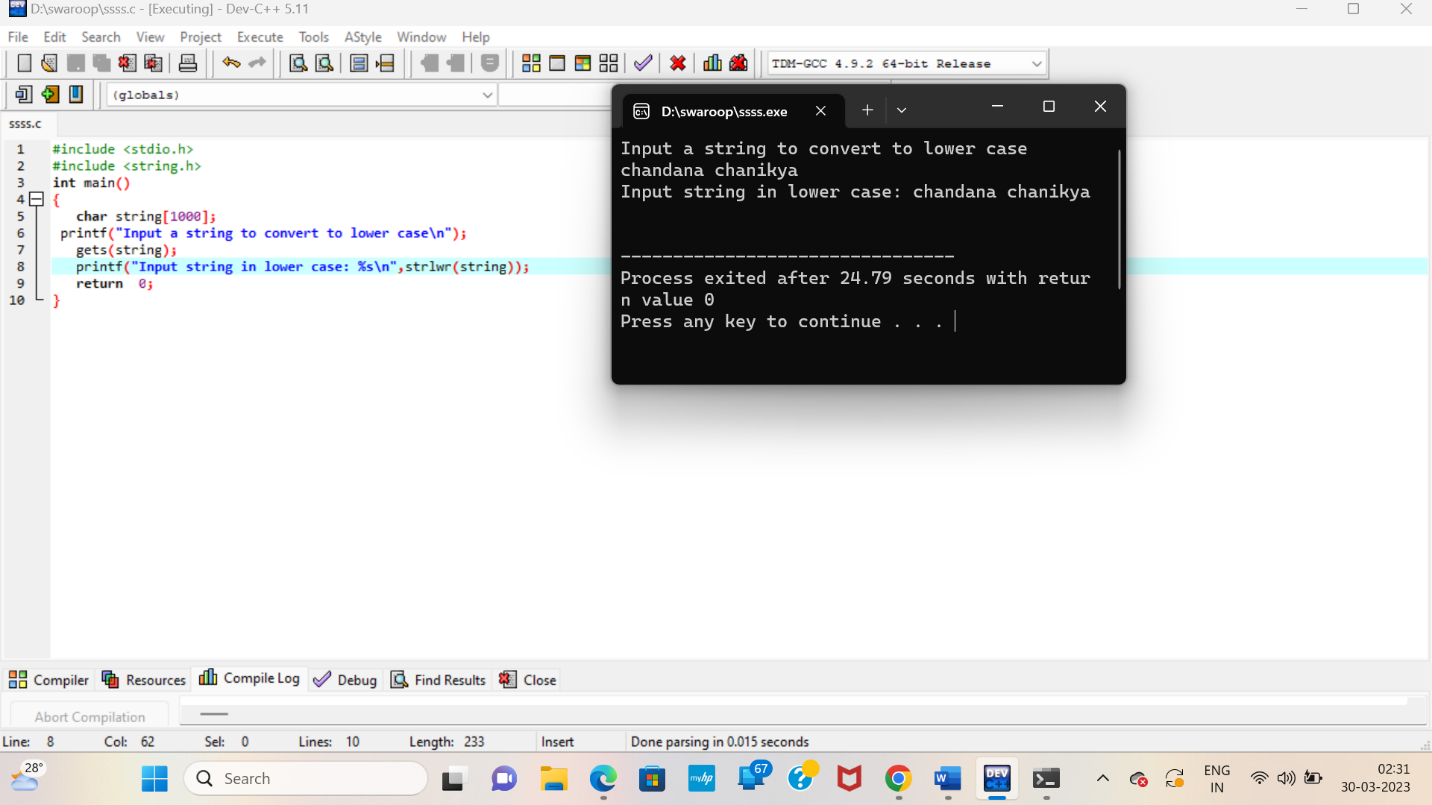 D:\swaroop\ssss.c - [Executing] - Dev-C++ 5.11
File Edit Search View Project Execute Tools AStyle Window Help
TDM-GCC 4.9.2 64-bit Release
(globals)
ssss.c
1 #include <stdio.h>
2 #include <string.h>
3 int main()
4 {
5 char string[1000];
6 printf("Input a string to convert to lower case\n");
7 gets(string);
8 printf("Input string in lower case: %s\n",strlwr(string));
9 return 0;
10 }
D:\swaroop\ssss.exe
Input a string to convert to lower case
chandana chanikya
Input string in lower case: chandana chanikya
--------------------------------
Process exited after 24.79 seconds with retur
n value 0
Press any key to continue . . .
Compiler Resources Compile Log Debug Find Results Close
Abort Compilation
Line: 8 Col: 62 Sel: 0 Lines: 10 Length: 233 Insert Done parsing in 0.015 seconds
28°
Search
myhp
67
W
DEV
ENG
IN
02:31
30-03-2023